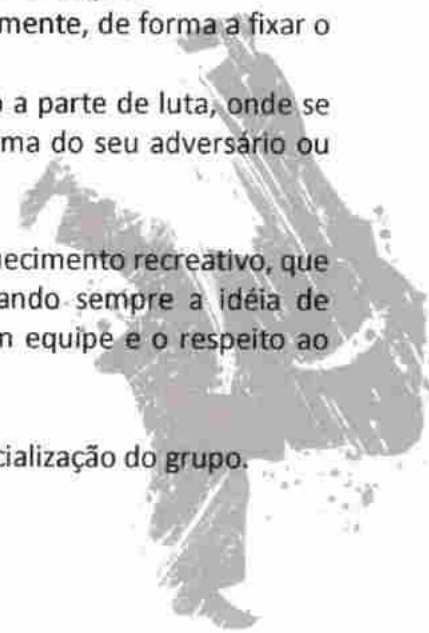 mente, de forma a fixar o
a parte de luta, onde se
ma do seu adversário ou
ecimento recreativo, que
ando sempre a idéia de
equipe e o respeito ao
cialização do grupo.